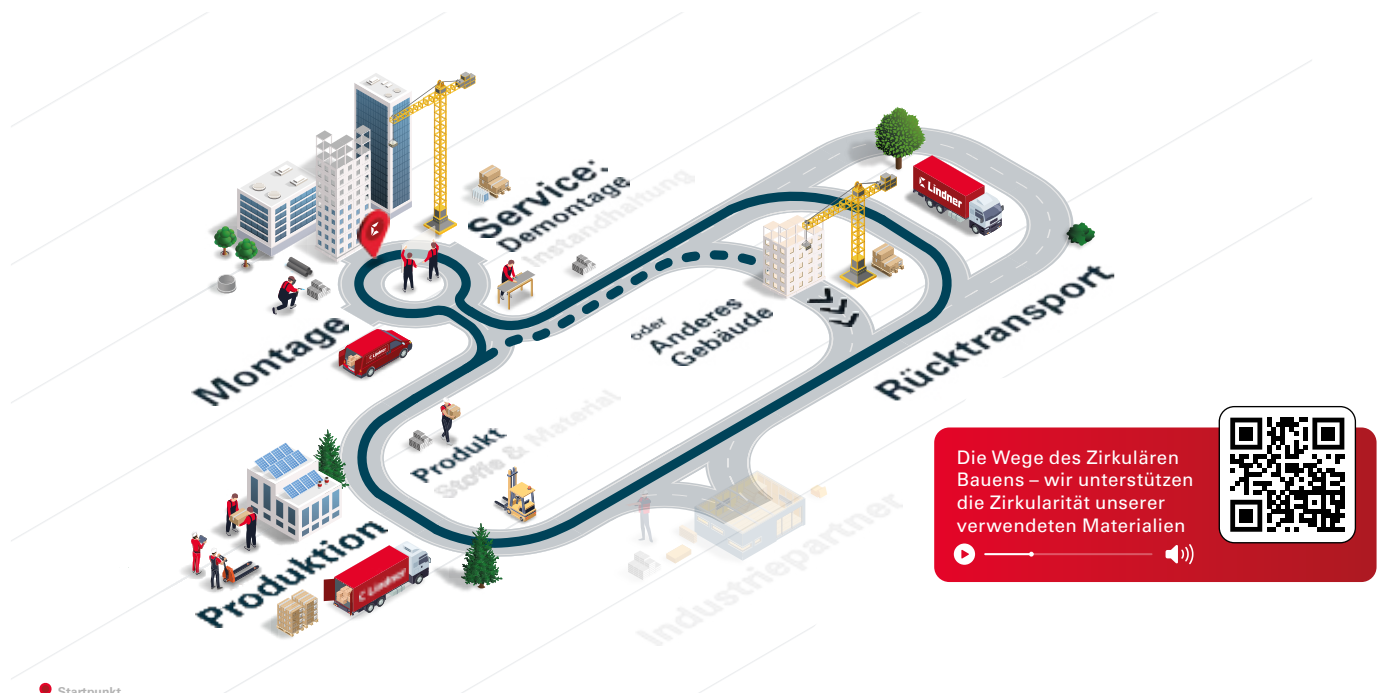 Service:
Demontage
Instandhaltung
Lindner
oder
Anderes
Gebäude
Rücktransport
Montage
Lindner
Produkt
Stoffe & Material
Produktion
Lindner
Industriepartner
Die Wege des Zirkulären
Bauens – wir unterstützen
die Zirkularität unserer
verwendeten Materialien
Startpunkt